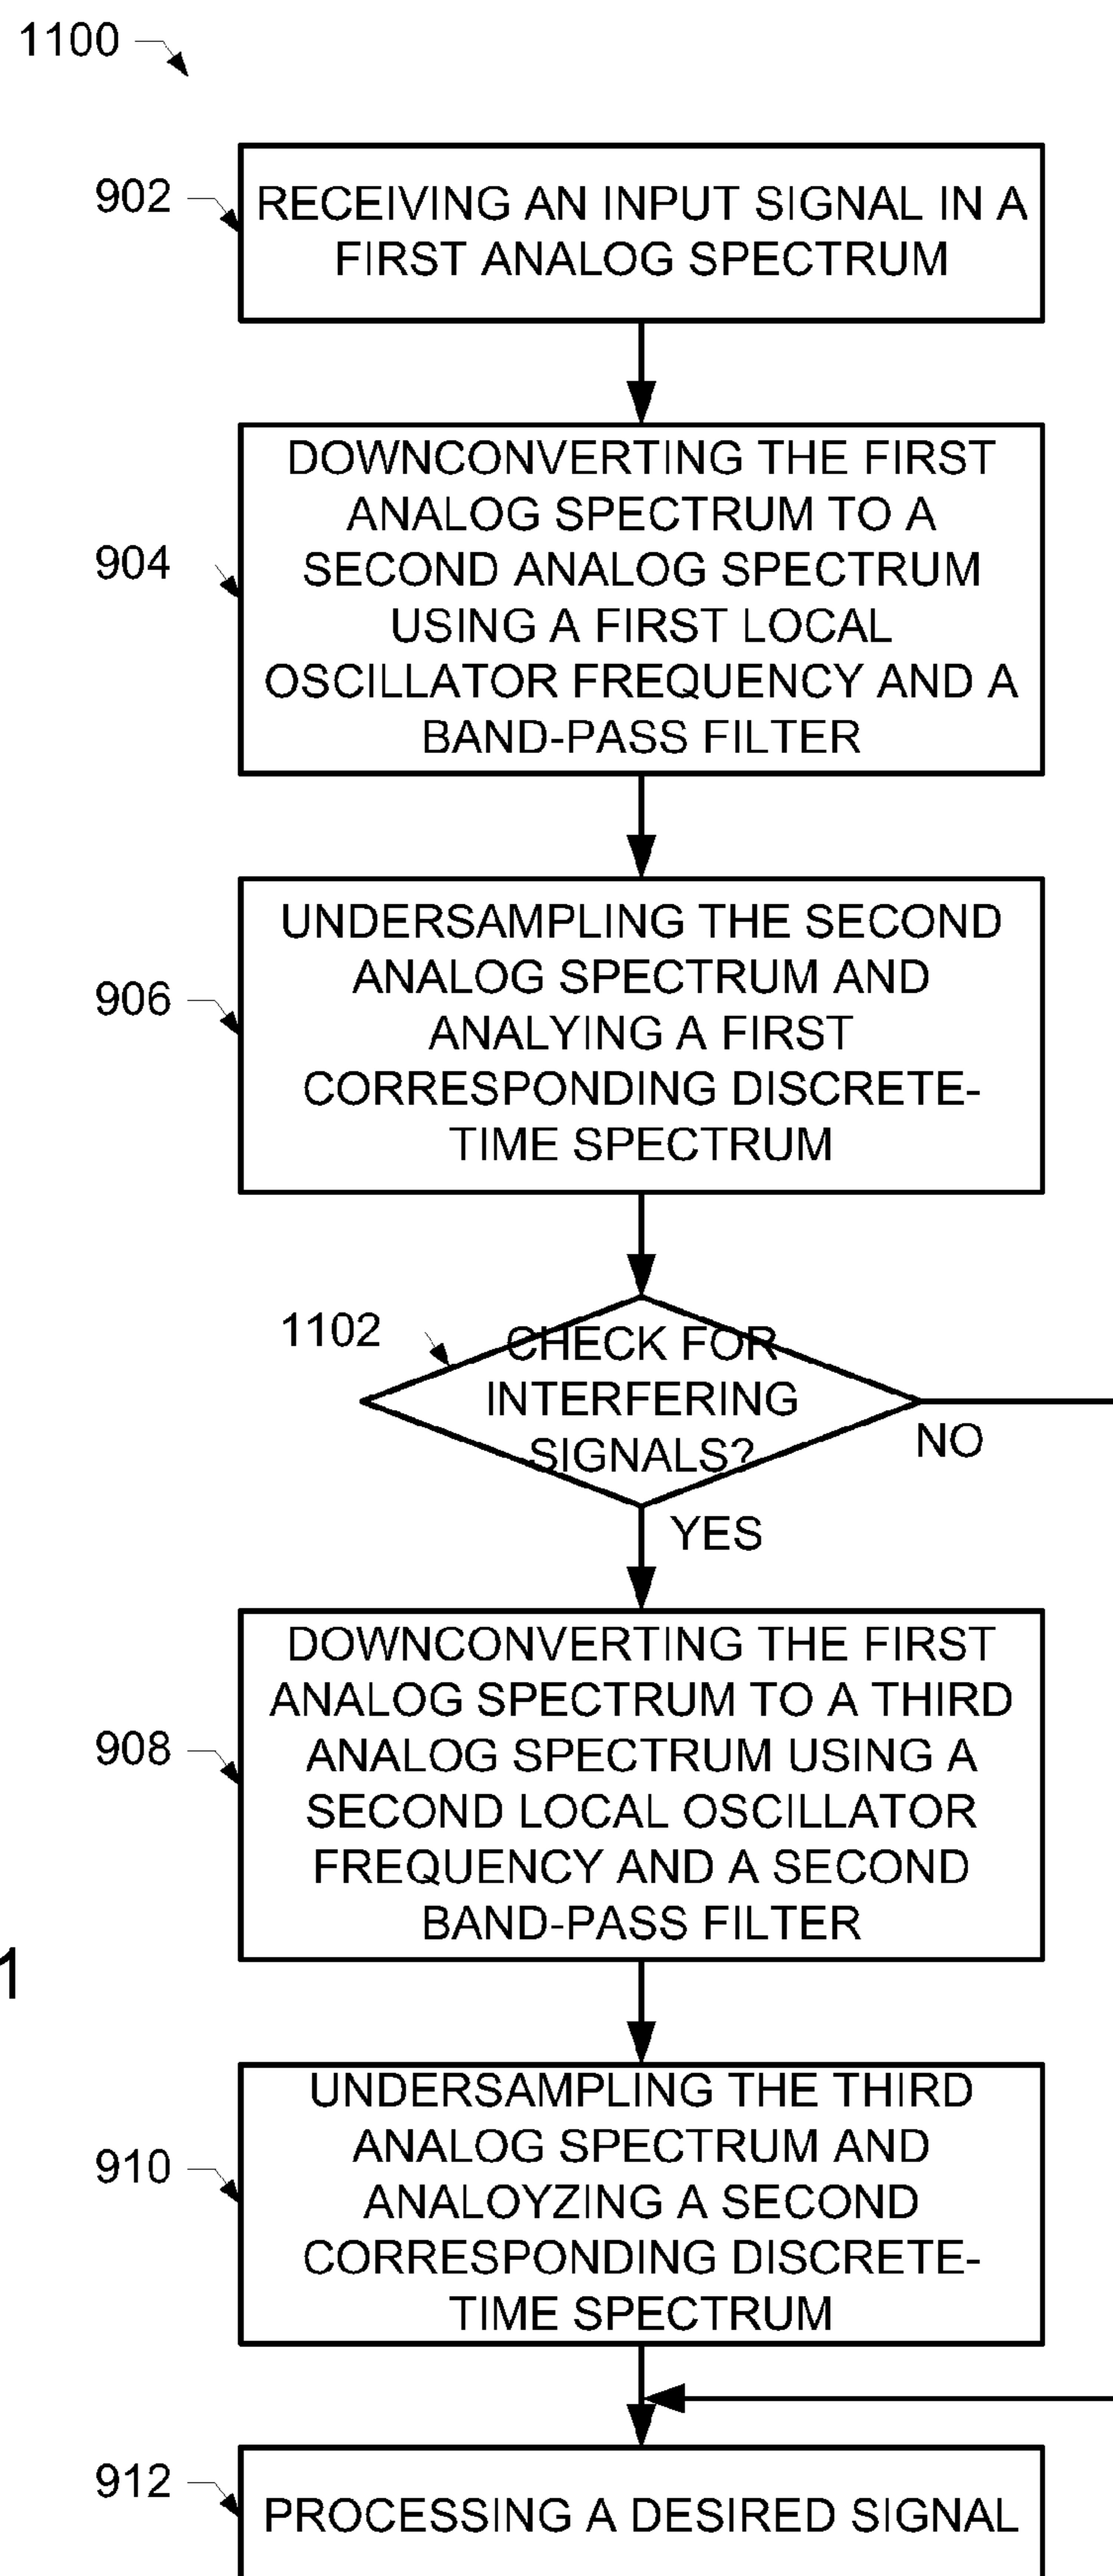 1100
902
RECEIVING AN INPUT SIGNAL IN A
FIRST ANALOG SPECTRUM
904
DOWNCONVERTING THE FIRST
ANALOG SPECTRUM TO A
SECOND ANALOG SPECTRUM
USING A FIRST LOCAL
OSCILLATOR FREQUENCY AND A
BAND-PASS FILTER
906
UNDERSAMPLING THE SECOND
ANALOG SPECTRUM AND
ANALYING A FIRST
CORRESPONDING DISCRETE-
TIME SPECTRUM
1102
CHECK FOR
INTERFERING
SIGNALS?
NO
YES
908
DOWNCONVERTING THE FIRST
ANALOG SPECTRUM TO A THIRD
ANALOG SPECTRUM USING A
SECOND LOCAL OSCILLATOR
FREQUENCY AND A SECOND
BAND-PASS FILTER
1
910
UNDERSAMPLING THE THIRD
ANALOG SPECTRUM AND
ANALOYZING A SECOND
CORRESPONDING DISCRETE-
TIME SPECTRUM
912
PROCESSING A DESIRED SIGNAL